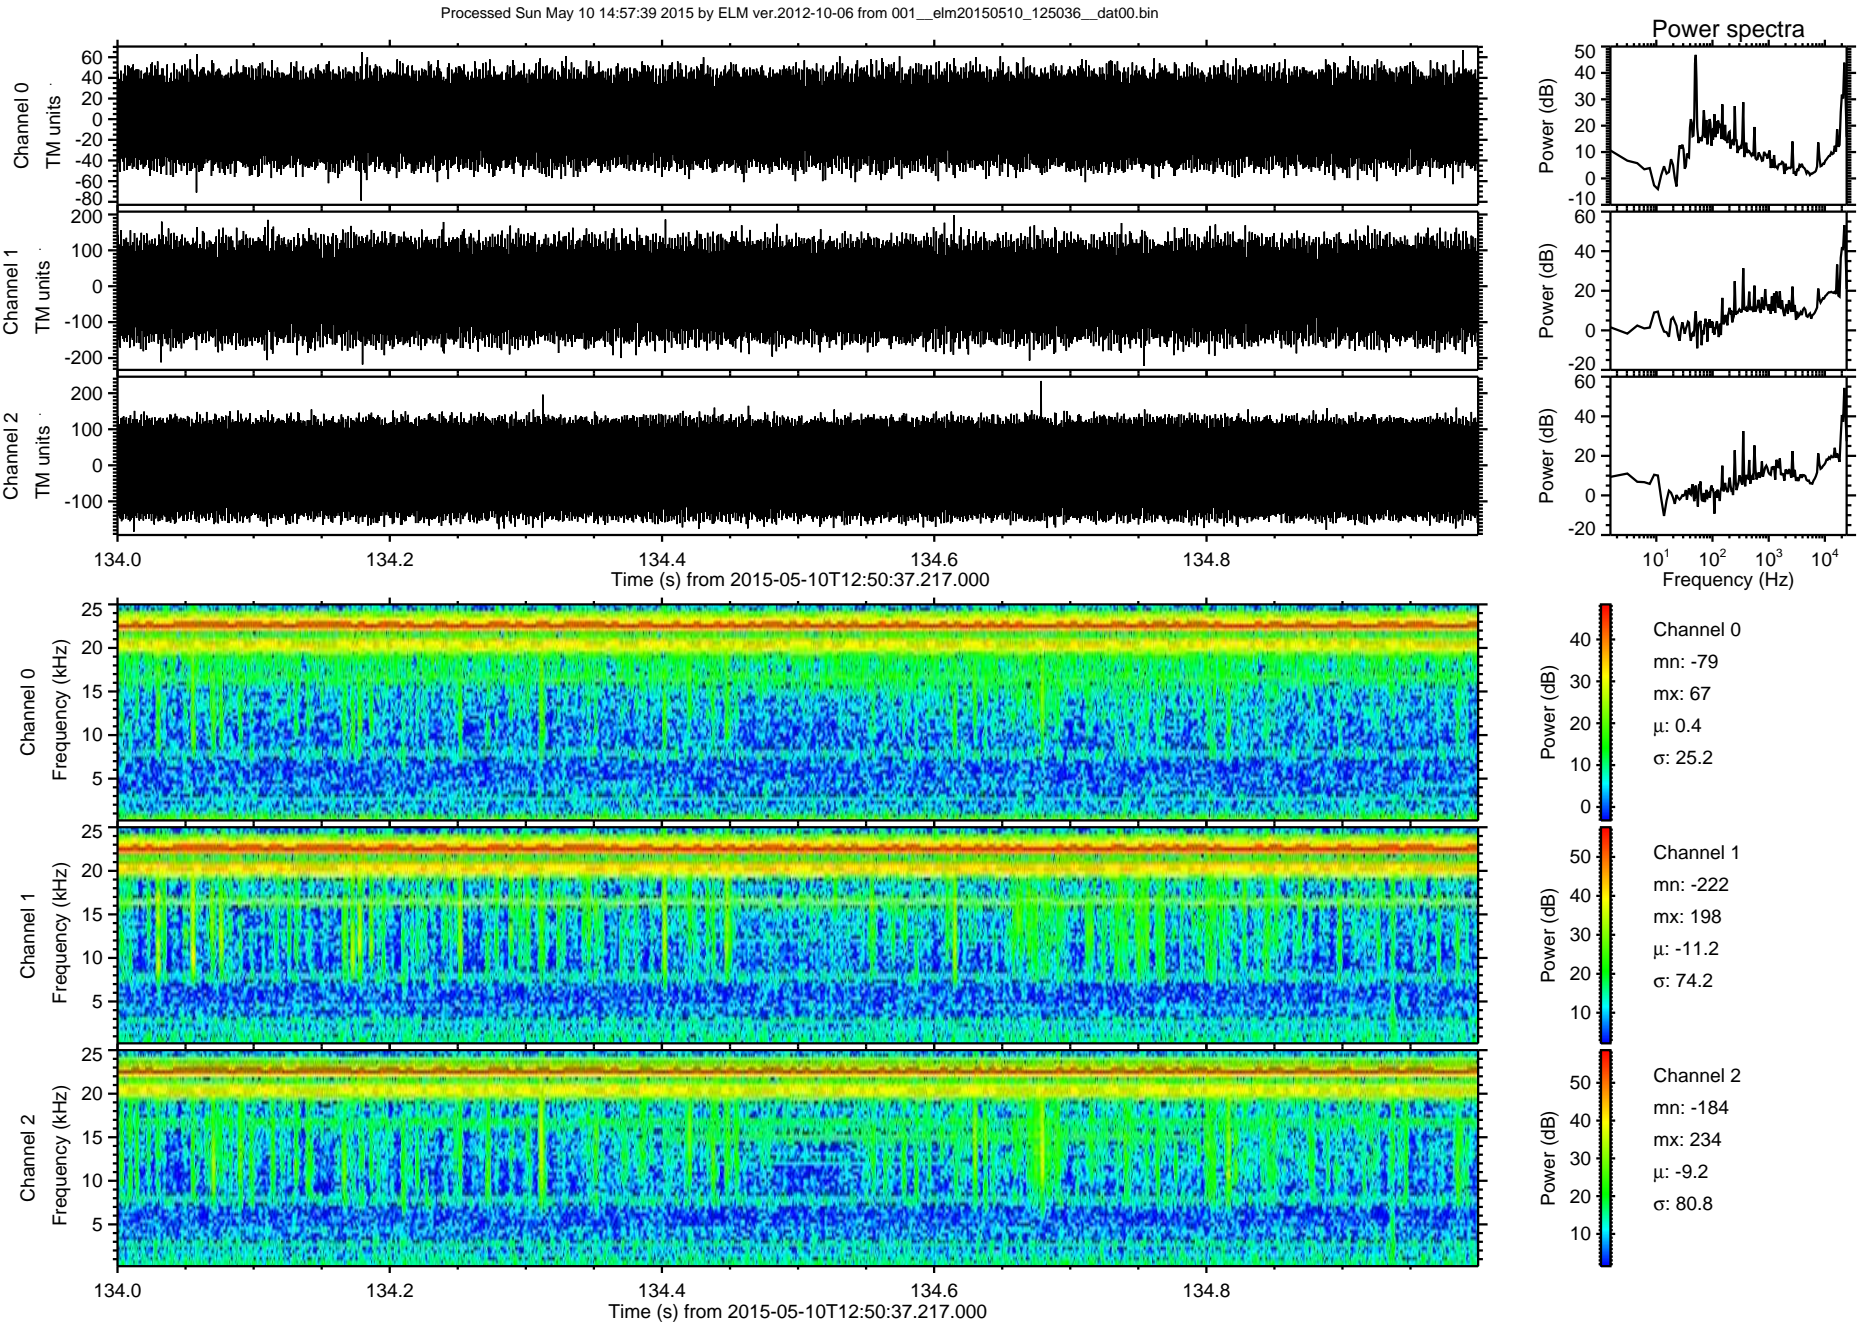 Processed Sun May 10 14:57:39 2015 by ELM ver.2012-10-06 from 001__elm20150510_125036__dat00.bin
Power spectra
Channel 0
TM units
60
40
20
0
-20
-40
-60
-80
Power (dB)
50
40
30
20
10
0
-10
Channel 1
TM units
200
100
0
-100
-200
Power (dB)
60
40
20
0
-20
Channel 2
TM units
200
100
0
-100
Power (dB)
60
40
20
0
-20
134.0 134.2 134.4 134.6 134.8
Time (s) from 2015-05-10T12:50:37.217.000
10^1 10^2 10^3 10^4
Frequency (Hz)
Channel 0
Frequency (kHz)
25
20
15
10
5
Power (dB)
40
30
20
10
0
Channel 0
mn: -79
mx: 67
μ: 0.4
σ: 25.2
Channel 1
Frequency (kHz)
25
20
15
10
5
Power (dB)
50
40
30
20
10
Channel 1
mn: -222
mx: 198
μ: -11.2
σ: 74.2
Channel 2
Frequency (kHz)
25
20
15
10
5
Power (dB)
50
40
30
20
10
Channel 2
mn: -184
mx: 234
μ: -9.2
σ: 80.8
134.0 134.2 134.4 134.6 134.8
Time (s) from 2015-05-10T12:50:37.217.000